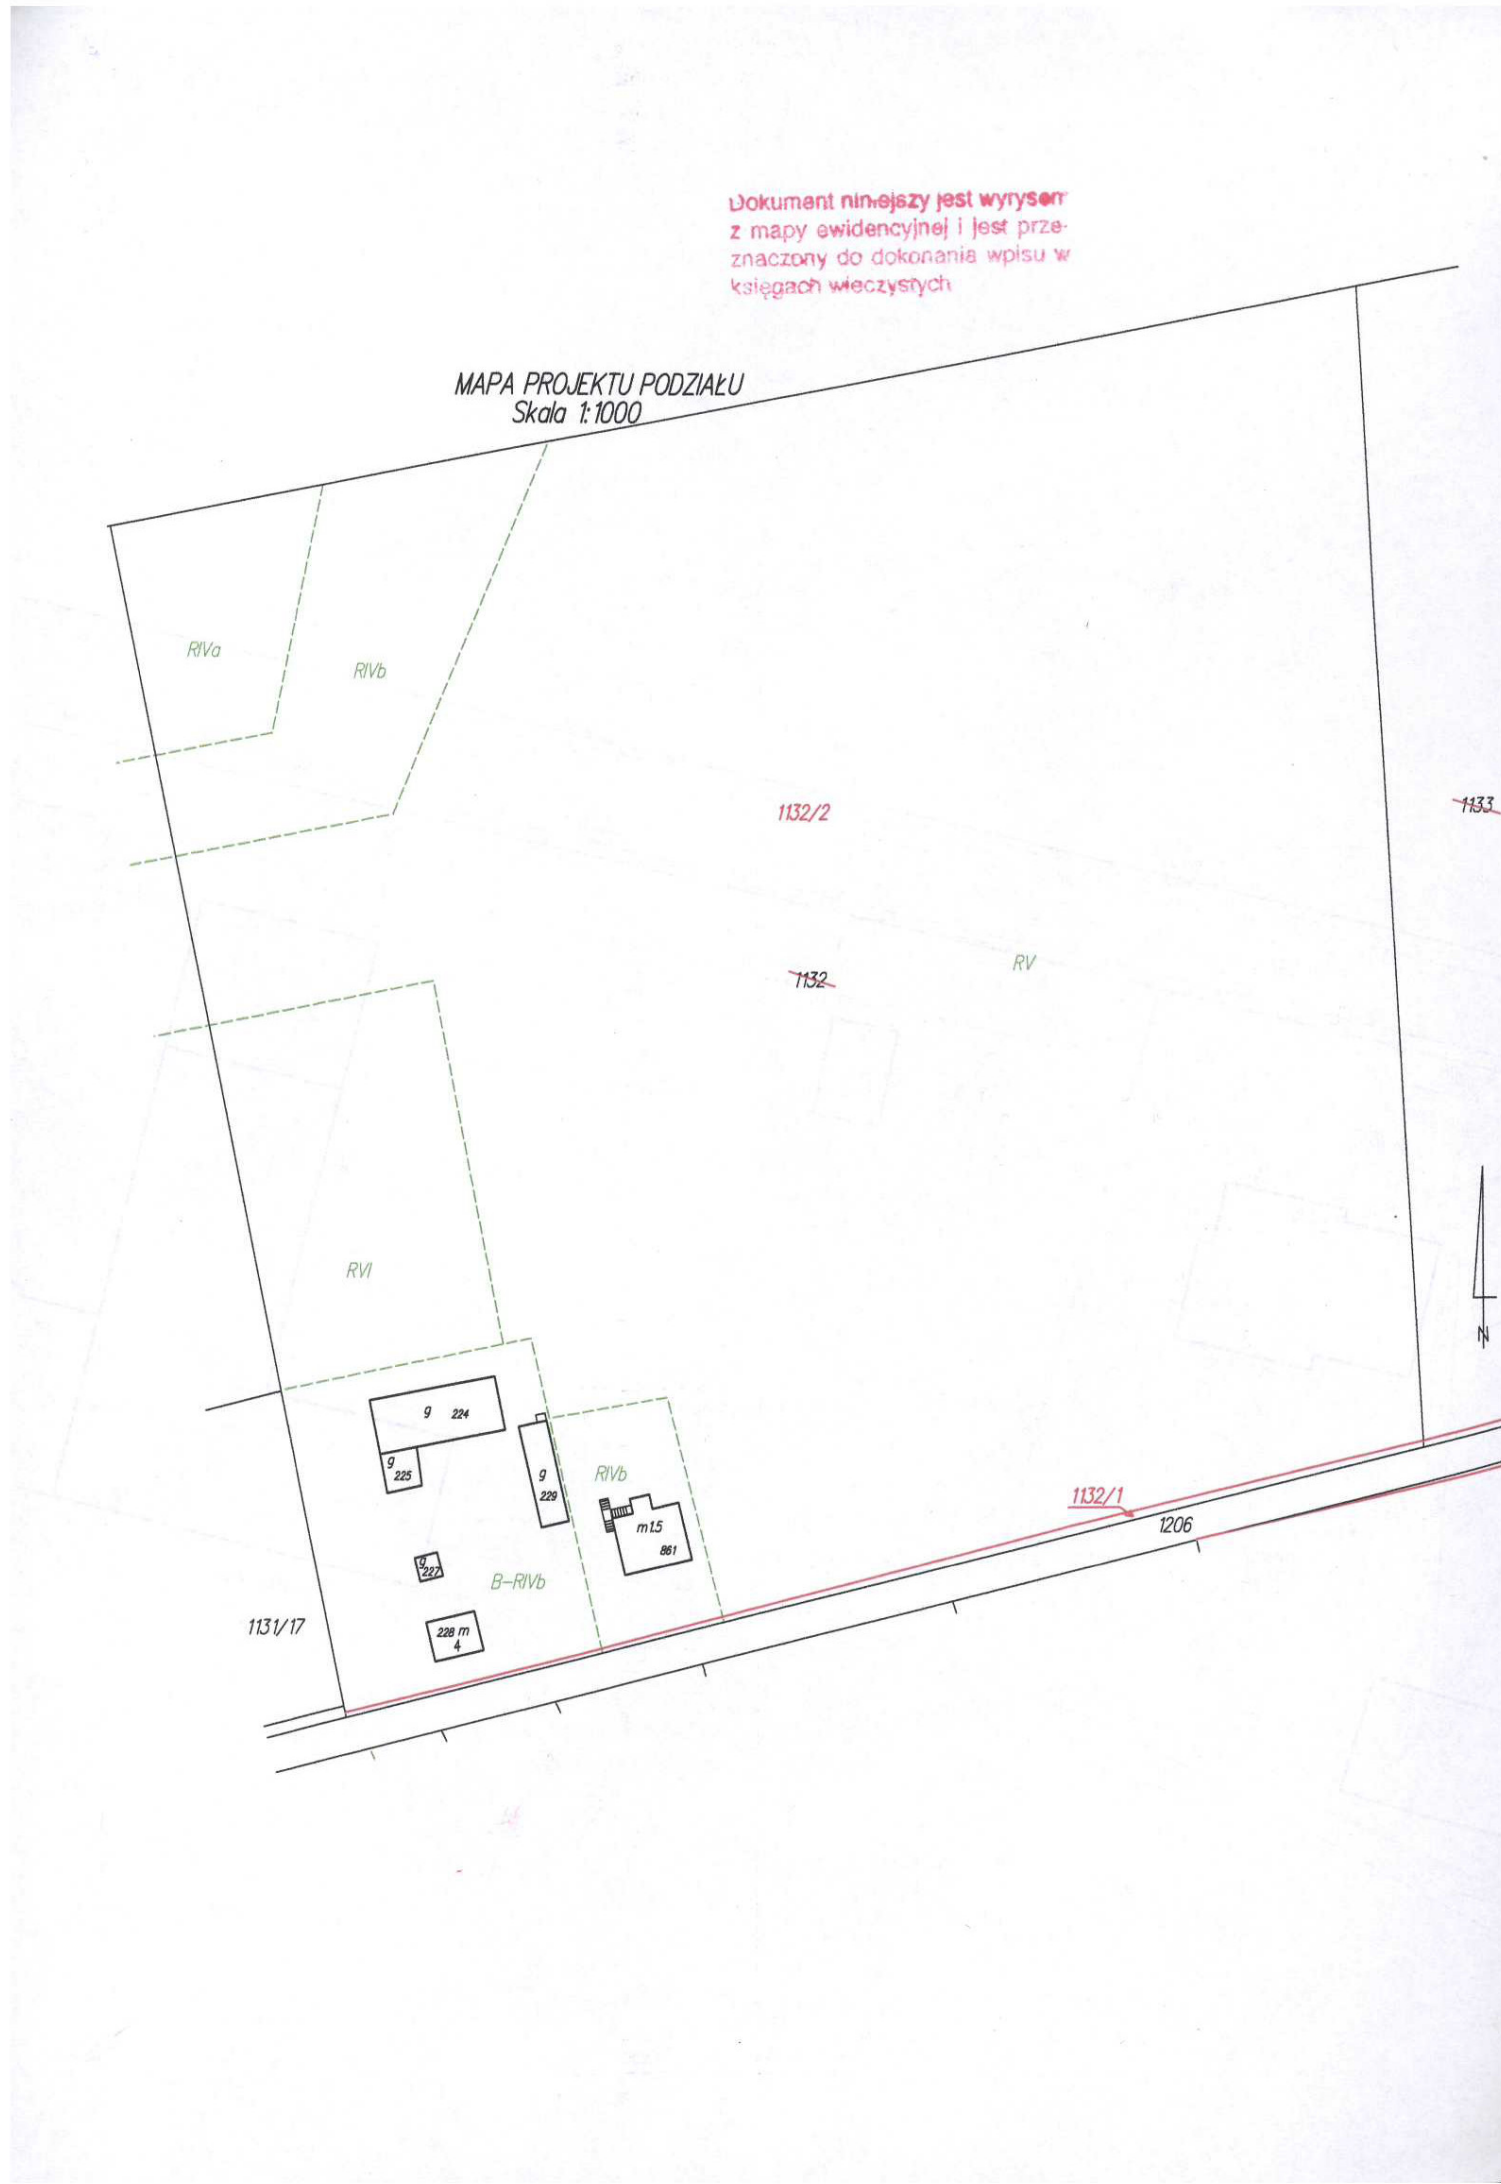 Dokument niniejszy jest wyrysem
z mapy ewidencyjnej i jest prze-
znaczony do dokonania wpisu w
księgach wieczystych
MAPA PROJEKTU PODZIAŁU
Skala 1:1000
RIVa
RIVb
1132/2
1133
1132
RV
RVI
N
g 224
g
225
g
229
RIVb
m1.5
861
g
227
B-RIVb
228 m
4
1132/1
1206
1131/17